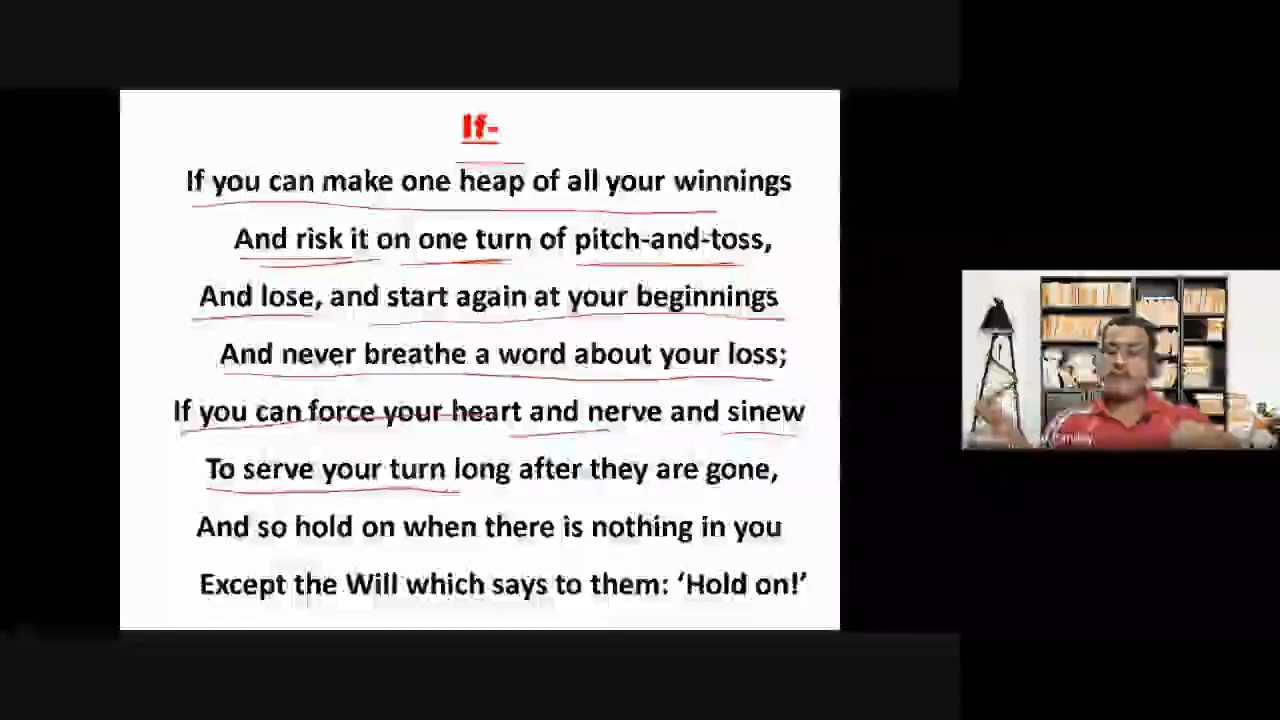 If-
If you can make one heap of all your winnings
And risk it on one turn of pitch-and-toss,
And lose, and start again at your beginnings
And never breathe a word about your loss;
If you can force your heart and nerve and sinew
To serve your turn long after they are gone,
And so hold on when there is nothing in you
Except the Will which says to them: ‘Hold on!’